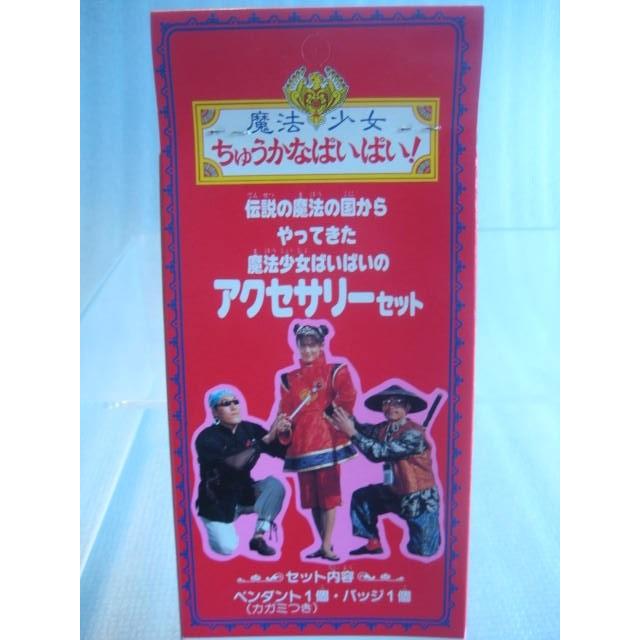 魔法少女
ちゅうかなぱいぱい!
伝説の魔法の国から
やってきた
魔法少女ぱいぱいの
アクセサリーセット
セット内容
ペンダント1個・バッジ1個
(カガミつき)